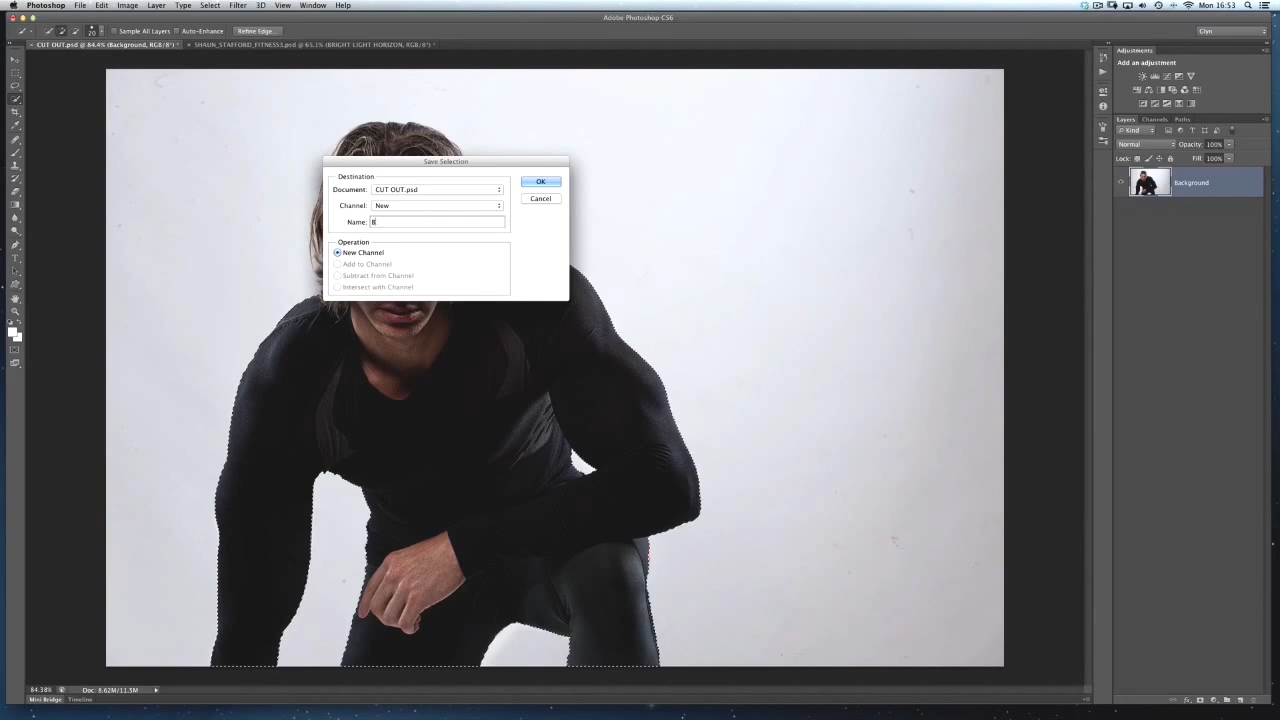 Photoshop File Edit Image Layer Type Select Filter 3D View Window Help Mon 16:53
Adobe Photoshop CS6
20 Sample All Layers Auto-Enhance Refine Edge... Glyn
× CUT OUT.psd @ 84.4% (Background, RGB/8*) * × SHAUN_STAFFORD_FITNESS3.psd @ 65.1% (BRIGHT LIGHT HORIZON, RGB/8*) *
Adjustments
Add an adjustment
Layers Channels Paths
Kind
Normal Opacity: 100%
Lock: Fill: 100%
Background
Save Selection
Destination
Document: CUT OUT.psd
Channel: New
Name: B
OK
Cancel
Operation
New Channel
Add to Channel
Subtract from Channel
Intersect with Channel
84.38% Doc: 8.62M/11.5M
Mini Bridge Timeline